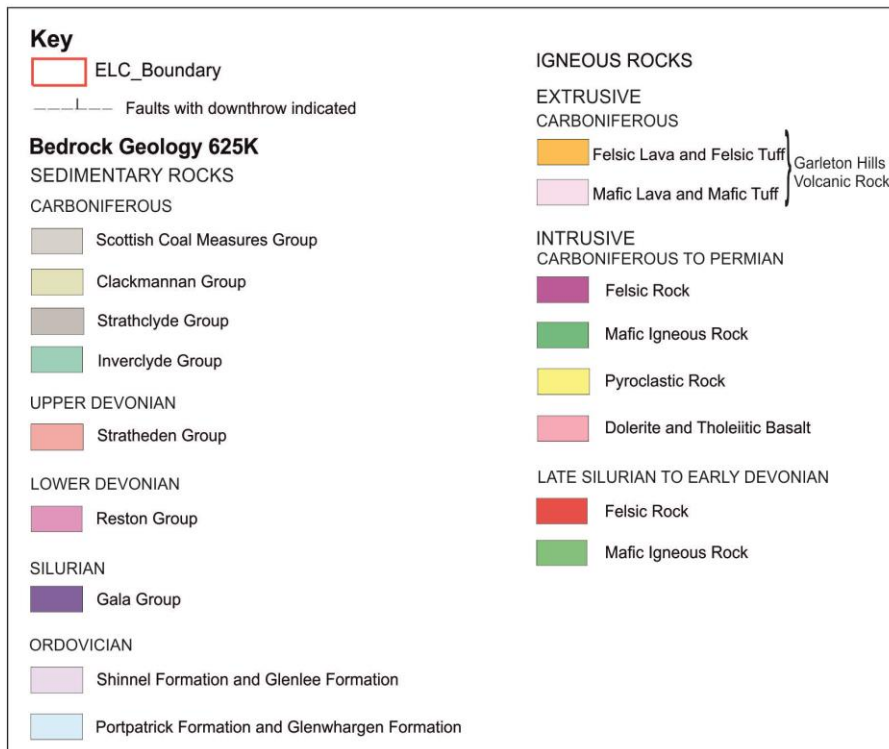 Key
ELC_Boundary
Faults with downthrow indicated
Bedrock Geology 625K
SEDIMENTARY ROCKS
CARBONIFEROUS
Scottish Coal Measures Group
Clackmannan Group
Strathclyde Group
Inverclyde Group
UPPER DEVONIAN
Stratheden Group
LOWER DEVONIAN
Reston Group
SILURIAN
Gala Group
ORDOVICIAN
Shinnel Formation and Glenlee Formation
Portpatrick Formation and Glenwhargen Formation
IGNEOUS ROCKS
EXTRUSIVE
CARBONIFEROUS
Felsic Lava and Felsic Tuff
Mafic Lava and Mafic Tuff
Garleton Hills
Volcanic Rock
INTRUSIVE
CARBONIFEROUS TO PERMIAN
Felsic Rock
Mafic Igneous Rock
Pyroclastic Rock
Dolerite and Tholeiitic Basalt
LATE SILURIAN TO EARLY DEVONIAN
Felsic Rock
Mafic Igneous Rock